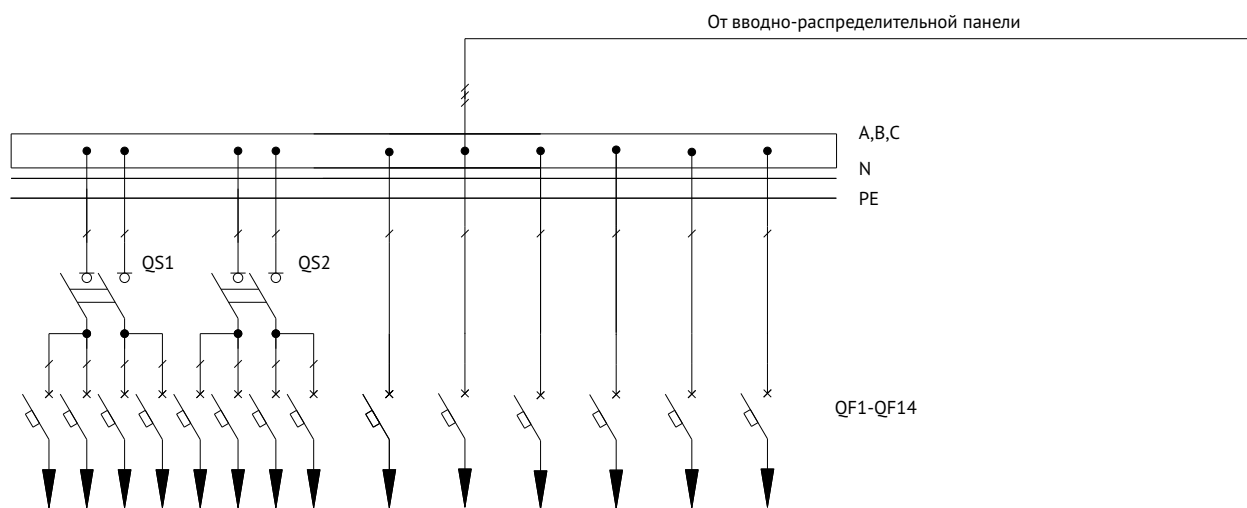 От вводно-распределительной панели
A,B,C
N
PE
QS1
QS2
QF1-QF14